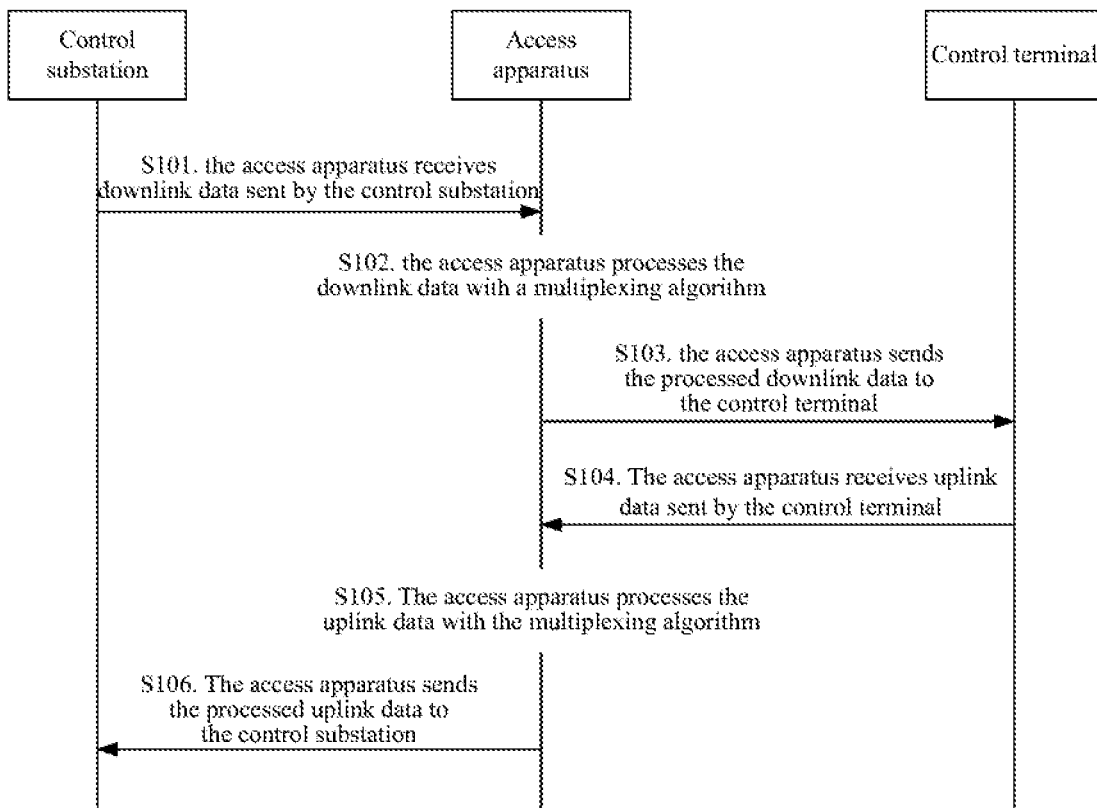 Control
substation
Access
apparatus
Control terminal
S101. the access apparatus receives
downlink data sent by the control substation
S102. the access apparatus processes the
downlink data with a multiplexing algorithm
S103. the access apparatus sends
the processed downlink data to
the control terminal
S104. The access apparatus receives uplink
data sent by the control terminal
S105. The access apparatus processes the
uplink data with the multiplexing algorithm
S106. The access apparatus sends
the processed uplink data to
the control substation